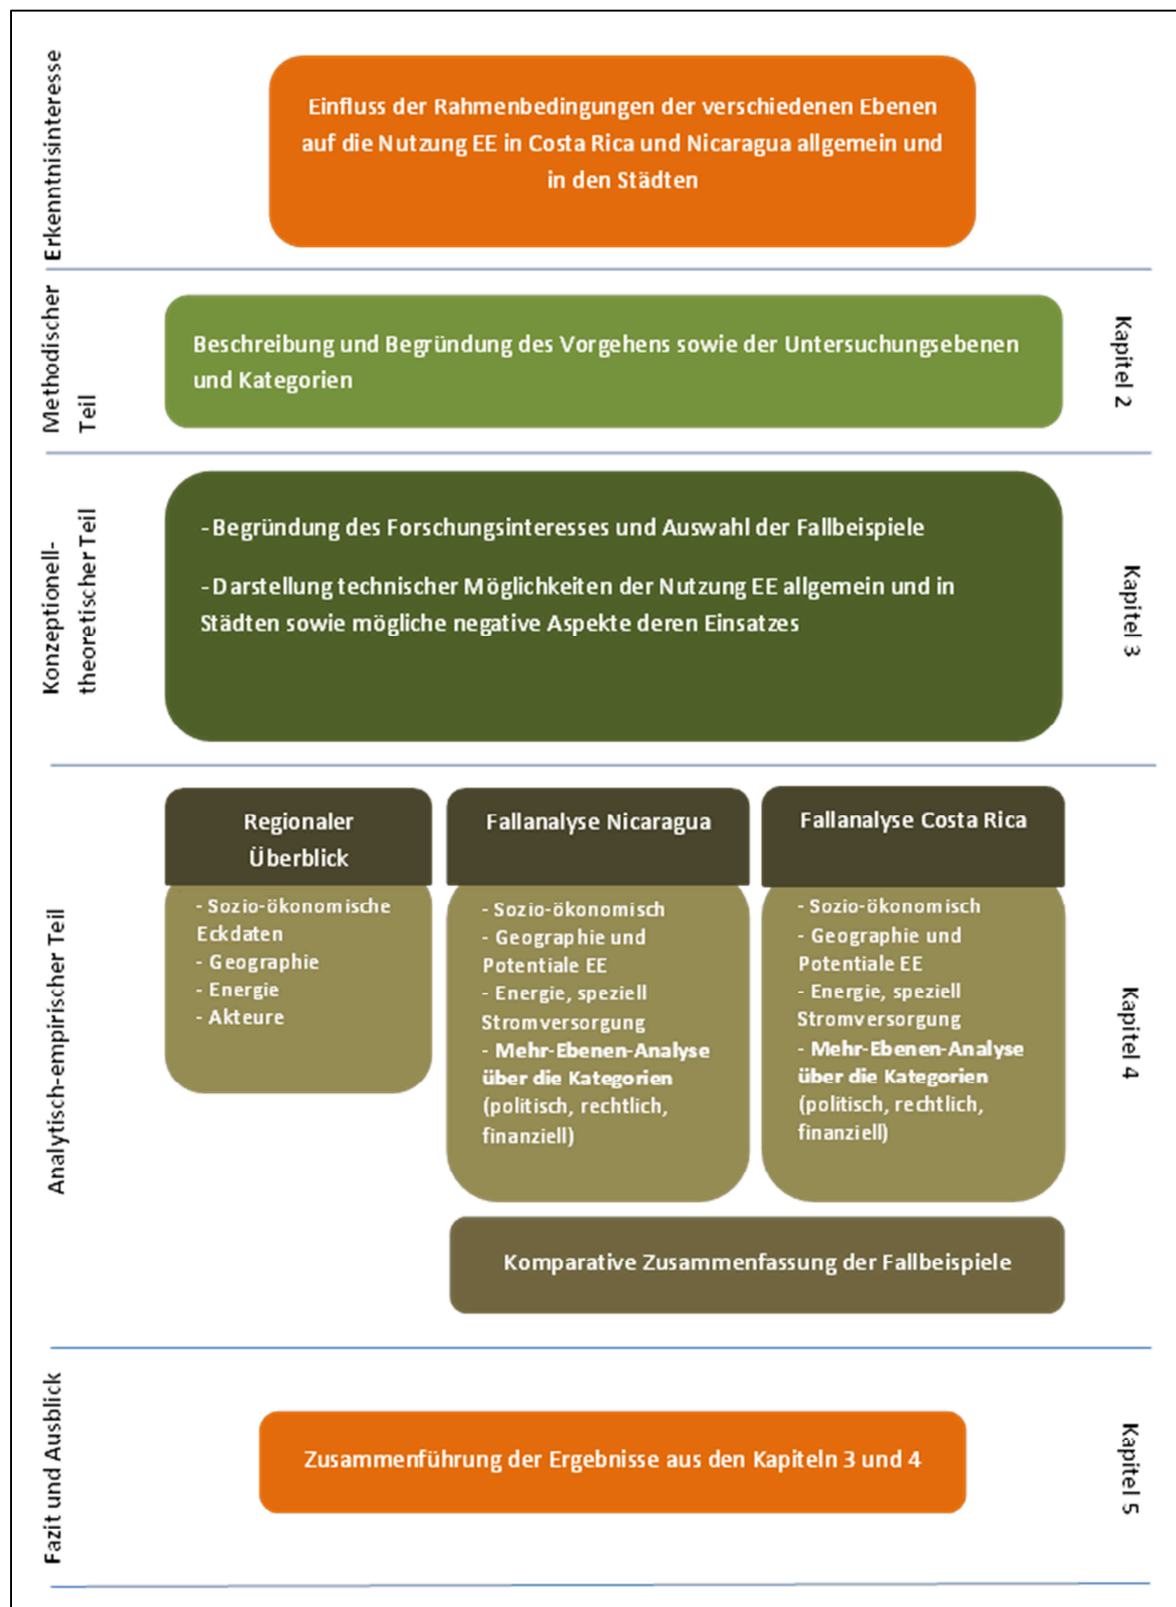 Erkenntnisinteresse
Einfluss der Rahmenbedingungen der verschiedenen Ebenen
auf die Nutzung EE in Costa Rica und Nicaragua allgemein und
in den Städten
Methodischer
Teil
Beschreibung und Begründung des Vorgehens sowie der Untersuchungsebenen
und Kategorien
Kapitel 2
Konzeptionell-
theoretischer Teil
- Begründung des Forschungsinteresses und Auswahl der Fallbeispiele
- Darstellung technischer Möglichkeiten der Nutzung EE allgemein und in
Städten sowie mögliche negative Aspekte deren Einsatzes
Kapitel 3
Analytisch-empirischer Teil
Regionaler
Überblick
- Sozio-ökonomische
Eckdaten
- Geographie
- Energie
- Akteure
Fallanalyse Nicaragua
- Sozio-ökonomisch
- Geographie und
Potentiale EE
- Energie, speziell
Stromversorgung
- Mehr-Ebenen-Analyse
über die Kategorien
(politisch, rechtlich,
finanziell)
Fallanalyse Costa Rica
- Sozio-ökonomisch
- Geographie und
Potentiale EE
- Energie, speziell
Stromversorgung
- Mehr-Ebenen-Analyse
über die Kategorien
(politisch, rechtlich,
finanziell)
Komparative Zusammenfassung der Fallbeispiele
Kapitel 4
Fazit und Ausblick
Zusammenführung der Ergebnisse aus den Kapiteln 3 und 4
Kapitel 5